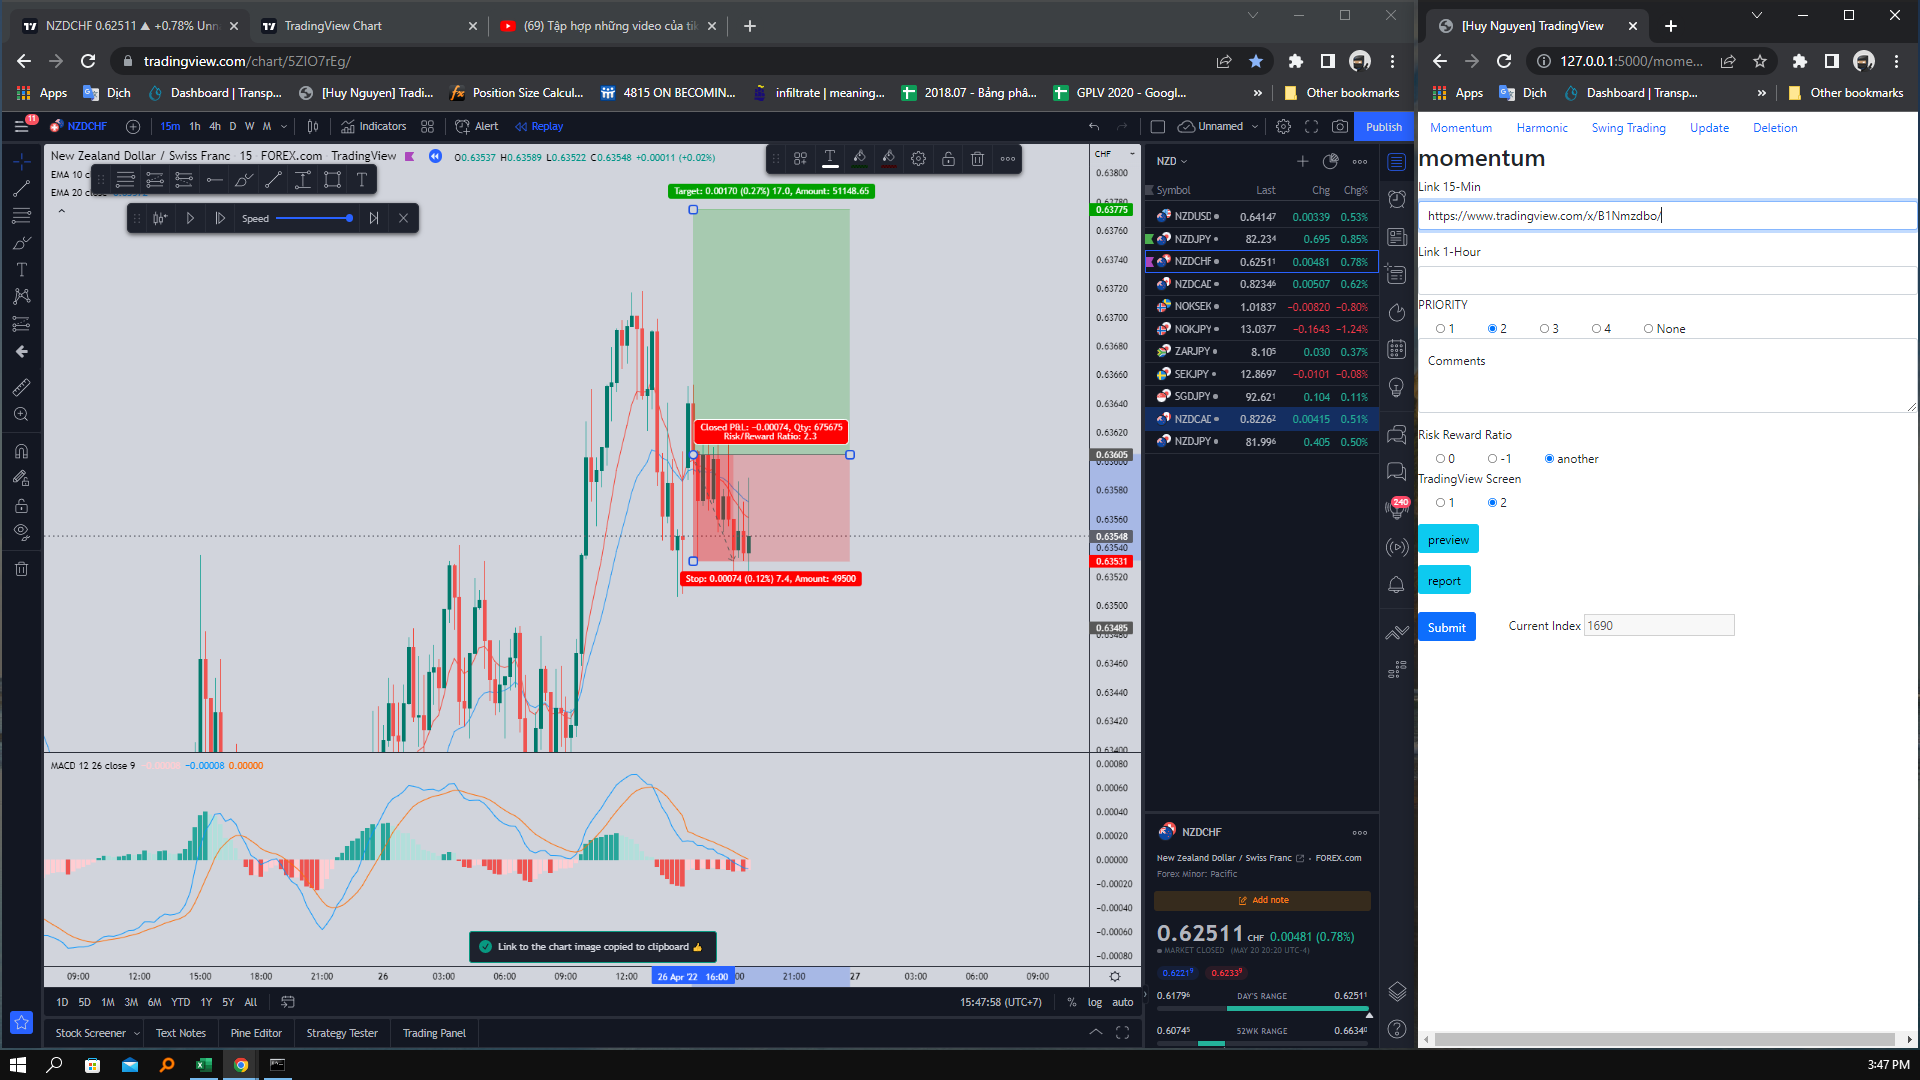 NZDCHF 0.62511 ▲ +0.78% Unn
TradingView Chart
(69) Tập hợp những video của tik
[Huy Nguyen] TradingView
tradingview.com/chart/5ZIO7rEg/
127.0.0.1:5000/mome...
Apps
Dịch
Dashboard | Transp...
[Huy Nguyen] Tradi...
Position Size Calcul...
4815 ON BECOMIN...
infiltrate | meaning...
2018.07 - Bảng phâ...
GPLV 2020 - Googl...
»
Other bookmarks
Apps
Dịch
Dashboard | Transp...
»
Other bookmarks
11
NZDCHF
15m 1h 4h D W M
Indicators
Alert
Replay
Unnamed
Publish
New Zealand Dollar / Swiss Franc 15 FOREX.com TradingView
O0.63537 H0.63589 L0.63522 C0.63548 +0.00011 (+0.02%)
EMA 10 c
EMA 20 close
Speed
Target: 0.00170 (0.27%) 17.0, Amount: 51148.65
Closed P&L: −0.00074, Qty: 675675
Risk/Reward Ratio: 2.3
Stop: 0.00074 (0.12%) 7.4, Amount: 49500
CHF
0.63800
0.63775
0.63760
0.63740
0.63720
0.63700
0.63680
0.63660
0.63640
0.63620
0.63605
0.63580
0.63560
0.63548
0.63540
0.63531
0.63520
0.63500
0.63485
0.63460
0.63440
0.63420
0.63400
MACD 12 26 close 9 −0.00008 −0.00008 0.00000
0.00080
0.00060
0.00040
0.00020
0.00000
−0.00020
−0.00040
−0.00060
−0.00080
Link to the chart image copied to clipboard 👍
09:00 12:00 15:00 18:00 21:00 26 03:00 06:00 09:00 12:00 26 Apr '22 16:00 :00 21:00 27 03:00 06:00 09:00
1D 5D 1M 3M 6M YTD 1Y 5Y All
15:47:58 (UTC+7) % log auto
Stock Screener
Text Notes
Pine Editor
Strategy Tester
Trading Panel
NZD
Symbol Last Chg Chg%
NZDUSD 0.64147 0.00339 0.53%
NZDJPY 82.234 0.695 0.85%
NZDCHF 0.62511 0.00481 0.78%
NZDCAD 0.82346 0.00507 0.62%
NOKSEK 1.01837 −0.00820 −0.80%
NOKJPY 13.0377 −0.1643 −1.24%
ZARJPY 8.105 0.030 0.37%
SEKJPY 12.8697 −0.0101 −0.08%
SGDJPY 92.621 0.104 0.11%
NZDCAD 0.82262 0.00415 0.51%
NZDJPY 81.996 0.405 0.50%
240
NZDCHF
New Zealand Dollar / Swiss Franc • FOREX.com
Forex Minor: Pacific
Add note
0.62511 CHF 0.00481 (0.78%)
MARKET CLOSED (MAY 20 20:20 UTC-4)
0.62219 0.62339
0.61796 DAY'S RANGE 0.62511
0.60745 52WK RANGE 0.66340
Momentum
Harmonic
Swing Trading
Update
Deletion
momentum
Link 15-Min
https://www.tradingview.com/x/B1Nmzdbo/
Link 1-Hour
PRIORITY
1 2 3 4 None
Comments
Risk Reward Ratio
0 -1 another
TradingView Screen
1 2
preview
report
Submit
Current Index 1690
3:47 PM